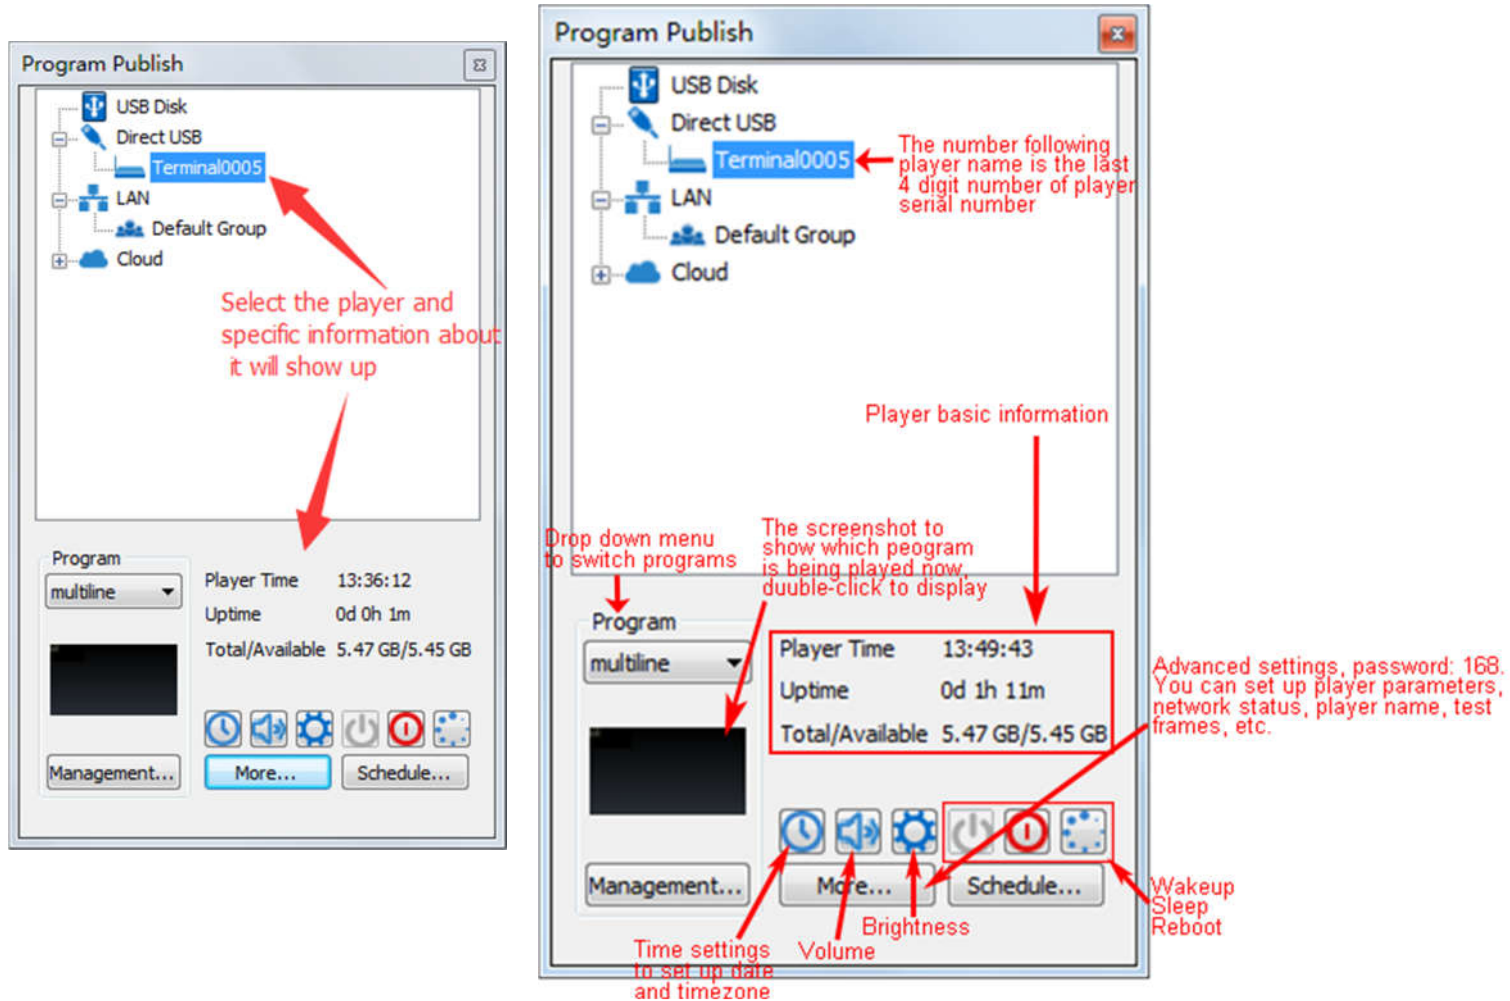 Program Publish
USB Disk
Direct USB
Terminal0005
LAN
Default Group
Cloud
Select the player and
specific information about
it will show up
Program
multiline
Player Time 13:36:12
Uptime 0d 0h 1m
Total/Available 5.47 GB/5.45 GB
Management...
More...
Schedule...
Program Publish
USB Disk
Direct USB
Terminal0005
The number following
player name is the last
4 digit number of player
serial number
LAN
Default Group
Cloud
Player basic information
Drop down menu
to switch programs
The screenshot to
show which peogram
is being played now,
duuble-click to display
Program
multiline
Player Time 13:49:43
Uptime 0d 1h 11m
Total/Available 5.47 GB/5.45 GB
Advanced settings, password: 168.
You can set up player parameters,
network status, player name, test
frames, etc.
Management...
More...
Schedule...
Wakeup
Sleep
Reboot
Brightness
Volume
Time settings
to set up date
and timezone